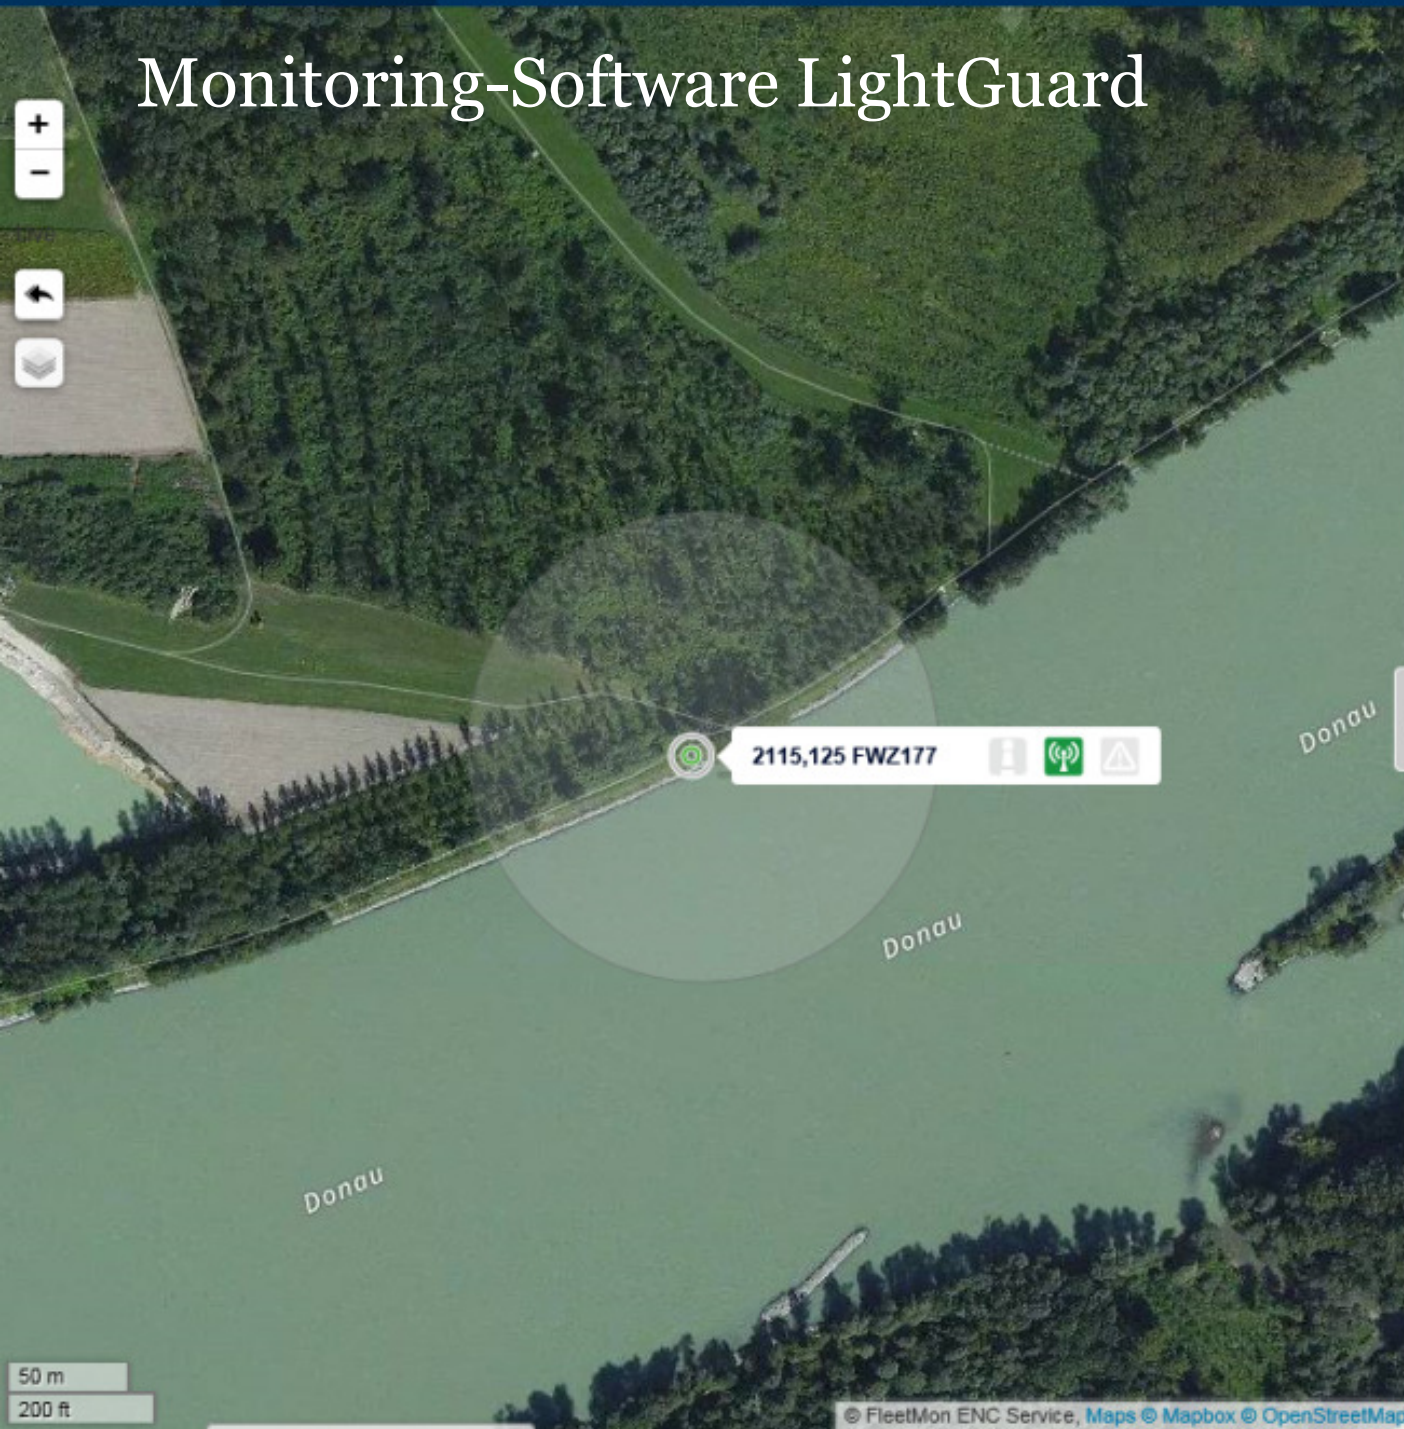 Monitoring-Software LightGuard
+
−
2115,125 FWZ177
Donau
Donau
Donau
50 m
200 ft
© FleetMon ENC Service, Maps © Mapbox © OpenStreetMap